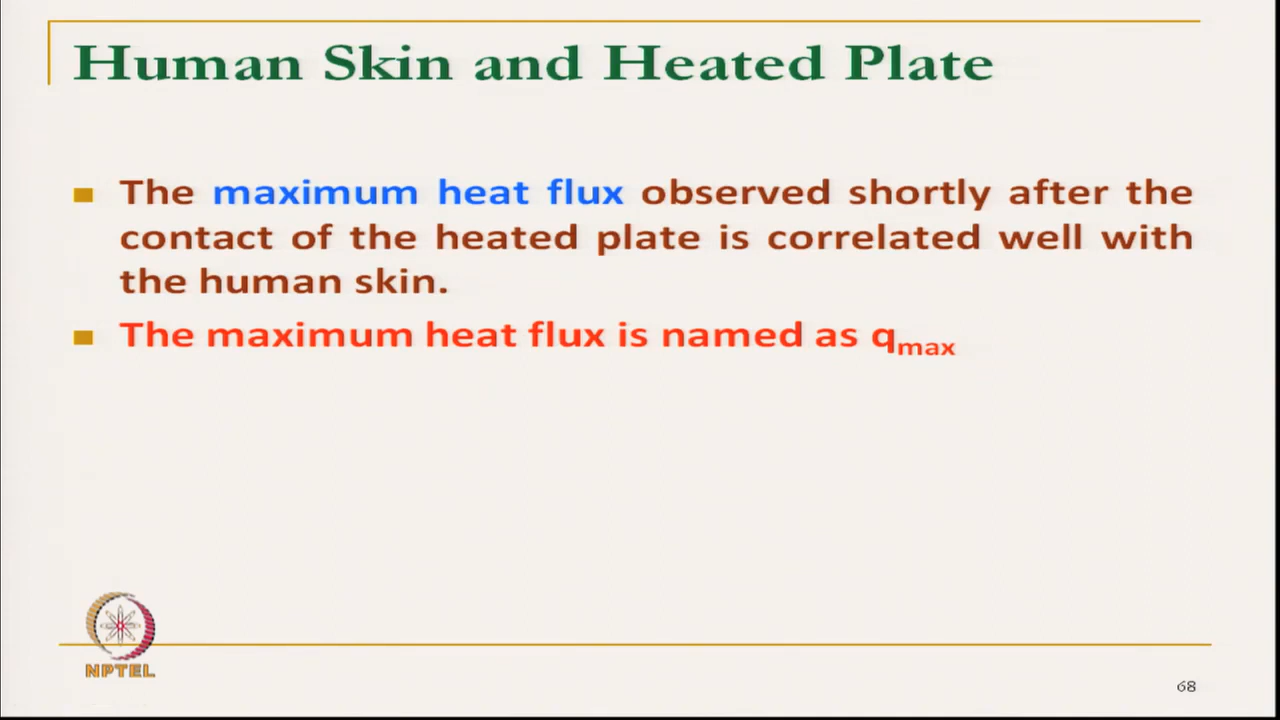 Human Skin and Heated Plate
The maximum heat flux observed shortly after the
contact of the heated plate is correlated well with
the human skin.
The maximum heat flux is named as qmax
NPTEL
68